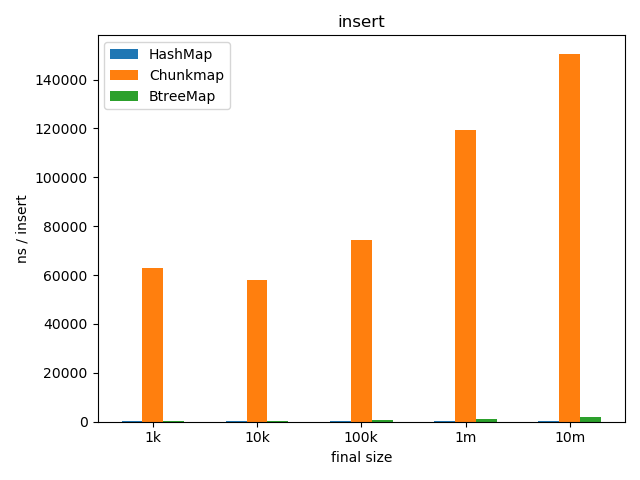 insert
HashMap
Chunkmap
BtreeMap
140000
120000
100000
80000
60000
40000
20000
0
ns / insert
1k 10k 100k 1m 10m
final size